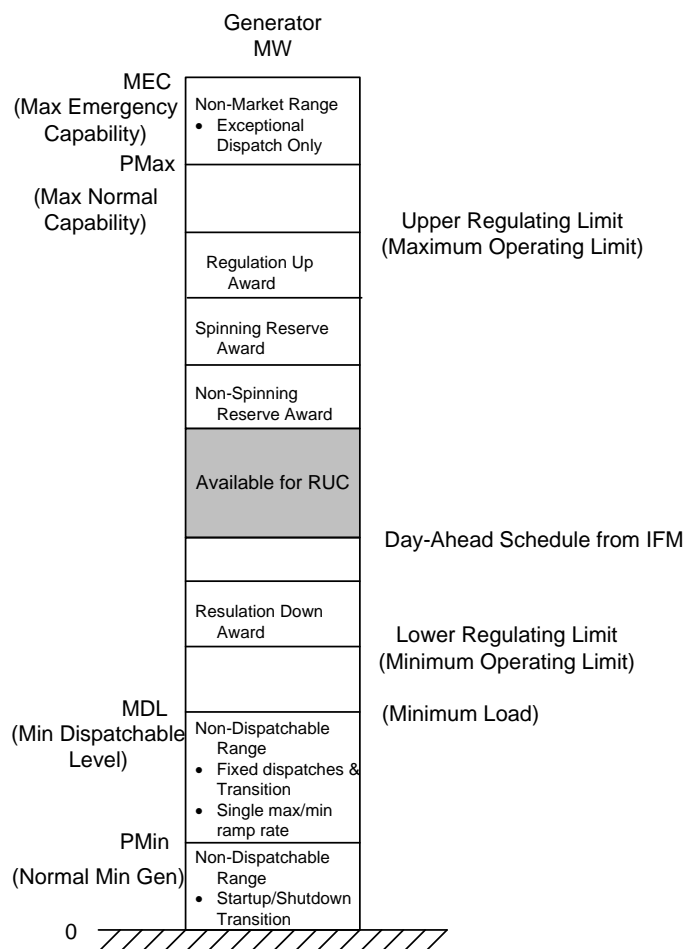 Generator
MW
MEC
(Max Emergency
Capability)
Non-Market Range
• Exceptional
Dispatch Only
PMax
(Max Normal
Capability)
Upper Regulating Limit
(Maximum Operating Limit)
Regulation Up
Award
Spinning Reserve
Award
Non-Spinning
Reserve Award
Available for RUC
Day-Ahead Schedule from IFM
Resulation Down
Award
Lower Regulating Limit
(Minimum Operating Limit)
MDL
(Min Dispatchable
Level)
(Minimum Load)
Non-Dispatchable
Range
• Fixed dispatches &
Transition
• Single max/min
ramp rate
PMin
(Normal Min Gen)
Non-Dispatchable
Range
• Startup/Shutdown
Transition
0